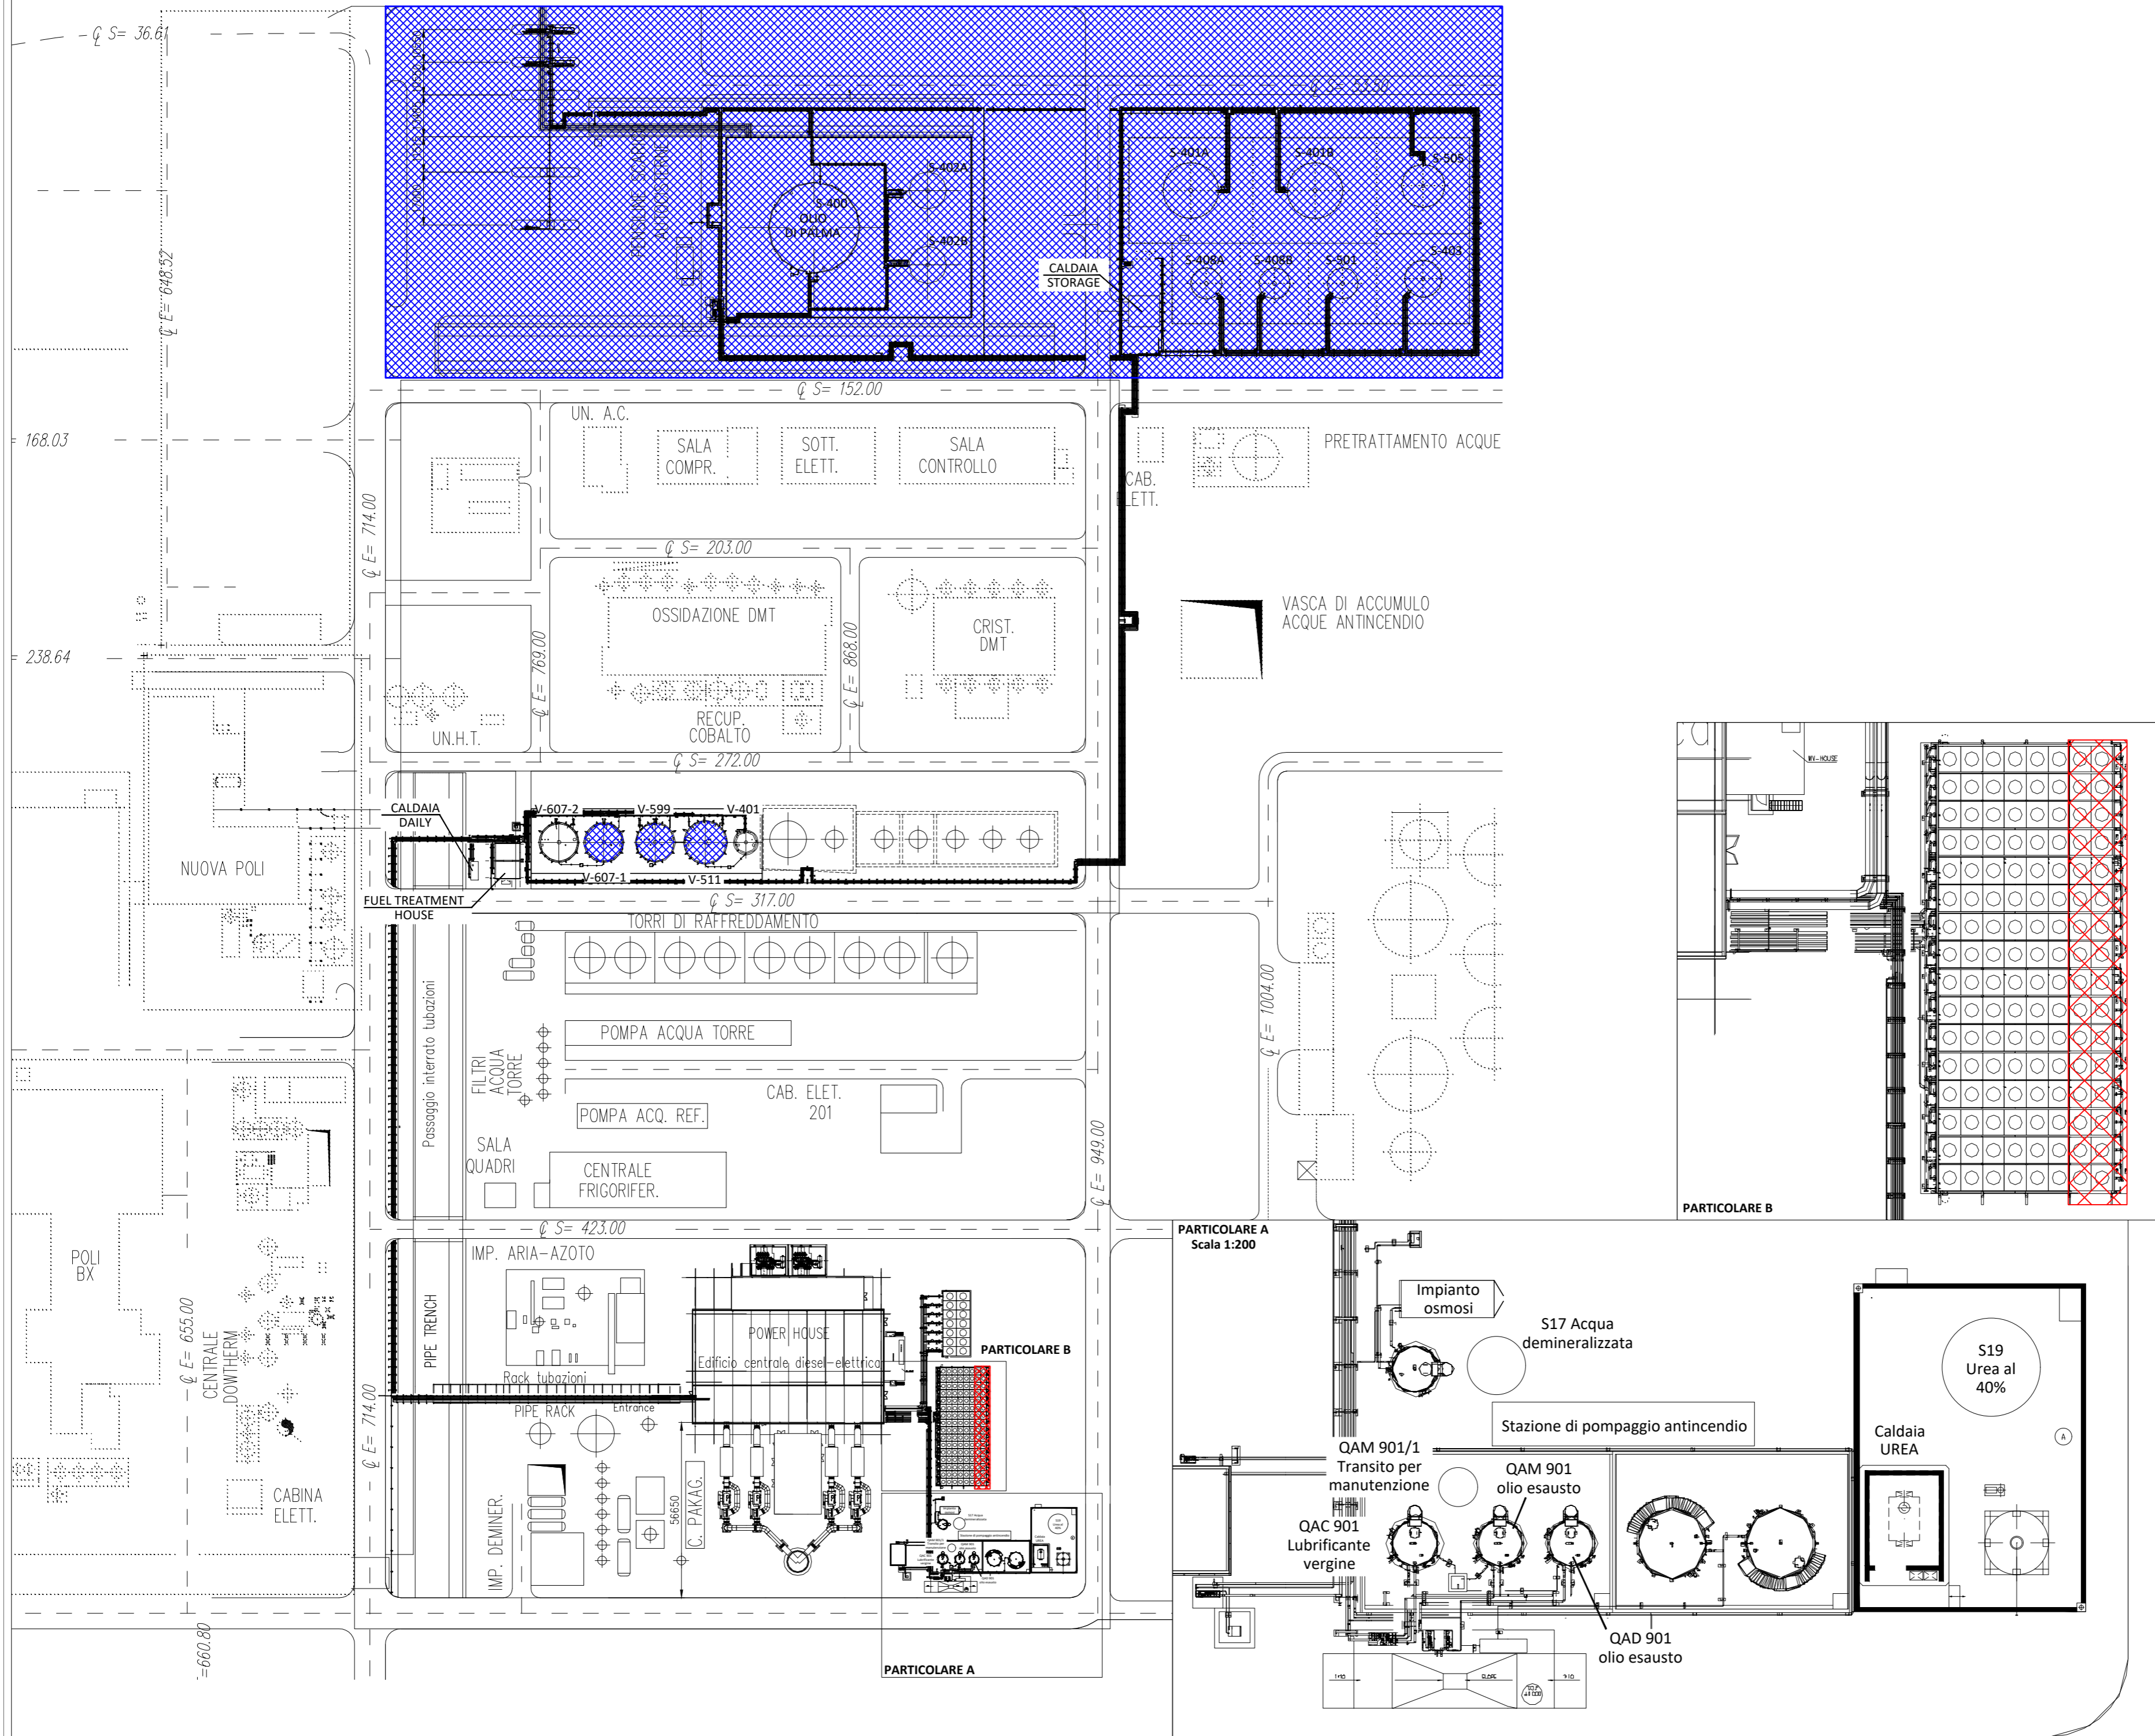 ℄ S= 36.61
℄ S= 53.50
PENSILINE SCARICO
AUTOCISTERNE
S-400
OLIO
DI PALMA
S-402A
S-402B
S-401A
S-401B
S-505
S-408A
S-408B
S-501
S-403
CALDAIA
STORAGE
℄ E= 648.52
℄ S= 152.00
= 168.03
UN. A.C.
SALA
COMPR.
SOTT.
ELETT.
SALA
CONTROLLO
CAB.
ELETT.
PRETRATTAMENTO ACQUE
℄ E= 714.00
℄ S= 203.00
OSSIDAZIONE DMT
CRIST.
DMT
VASCA DI ACCUMULO
ACQUE ANTINCENDIO
= 238.64
℄ E= 769.00
℄ E= 868.00
UN.H.T.
RECUP.
COBALTO
℄ S= 272.00
CALDAIA
DAILY
V-607-2
V-599
V-401
V-607-1
V-511
NUOVA POLI
FUEL TREATMENT
HOUSE
℄ S= 317.00
TORRI DI RAFFREDDAMENTO
Passaggio interrato tubazioni
POMPA ACQUA TORRE
FILTRI
ACQUA
TORRE
℄ E= 1004.00
POMPA ACQ. REF.
CAB. ELET.
201
SALA
QUADRI
CENTRALE
FRIGORIFER.
℄ E= 949.00
℄ S= 423.00
MV-HOUSE
PARTICOLARE B
POLI
BX
℄ E= 655.00
CENTRALE
DOWTHERM
PIPE TRENCH
IMP. ARIA-AZOTO
POWER HOUSE
Edificio centrale diesel-elettrica
PARTICOLARE B
Rack tubazioni
PIPE RACK
Entrance
℄ E= 714.00
CABINA
ELETT.
IMP. DEMINER.
56650
C. PAKAG.
=660.80
PARTICOLARE A
PARTICOLARE A
Scala 1:200
Impianto
osmosi
S17 Acqua
demineralizzata
S19
Urea al
40%
Stazione di pompaggio antincendio
Caldaia
UREA
A
QAM 901/1
Transito per
manutenzione
QAM 901
olio esausto
QAC 901
Lubrificante
vergine
QAD 901
olio esausto
SLOPE